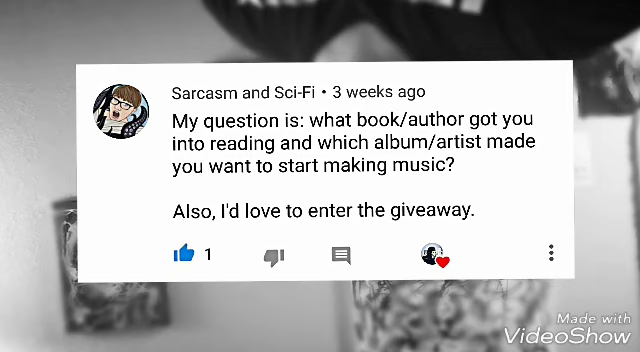 Sarcasm and Sci-Fi • 3 weeks ago
My question is: what book/author got you
into reading and which album/artist made
you want to start making music?
Also, I'd love to enter the giveaway.
1
Made with
VideoShow